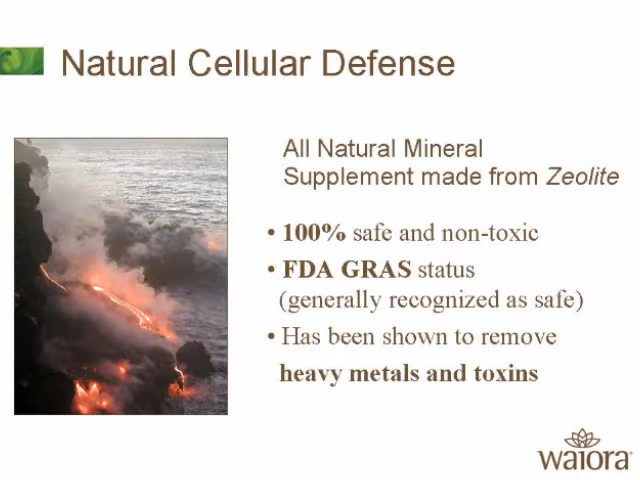 Natural Cellular Defense
All Natural Mineral
Supplement made from Zeolite
• 100% safe and non-toxic
• FDA GRAS status
(generally recognized as safe)
• Has been shown to remove
heavy metals and toxins
waiora